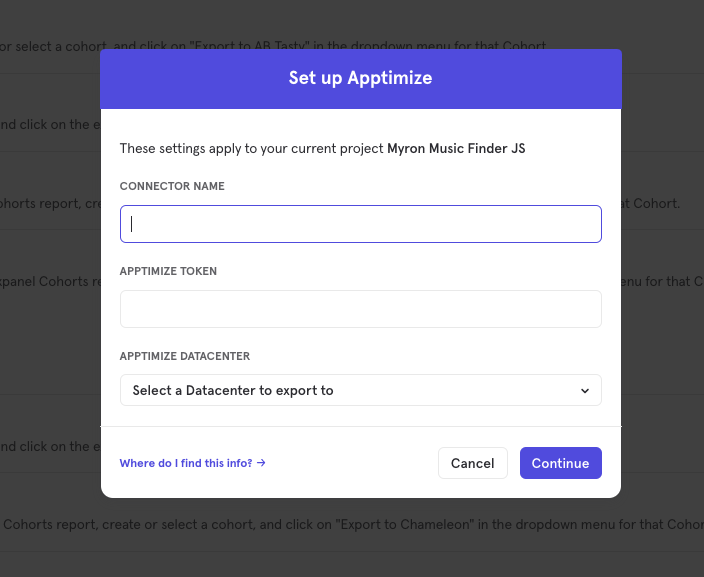 or select a cohort, and click on "Export to AB Tasty" in the dropdown menu for that Cohort.
Set up Apptimize
nd click on the e
These settings apply to your current project Myron Music Finder JS
CONNECTOR NAME
ohorts report, cre
at Cohort.
APPTIMIZE TOKEN
xpanel Cohorts re
enu for that C
APPTIMIZE DATACENTER
Select a Datacenter to export to
nd click on the e
Where do I find this info? →
Cancel
Continue
Cohorts report, create or select a cohort, and click on "Export to Chameleon" in the dropdown menu for that Cohor